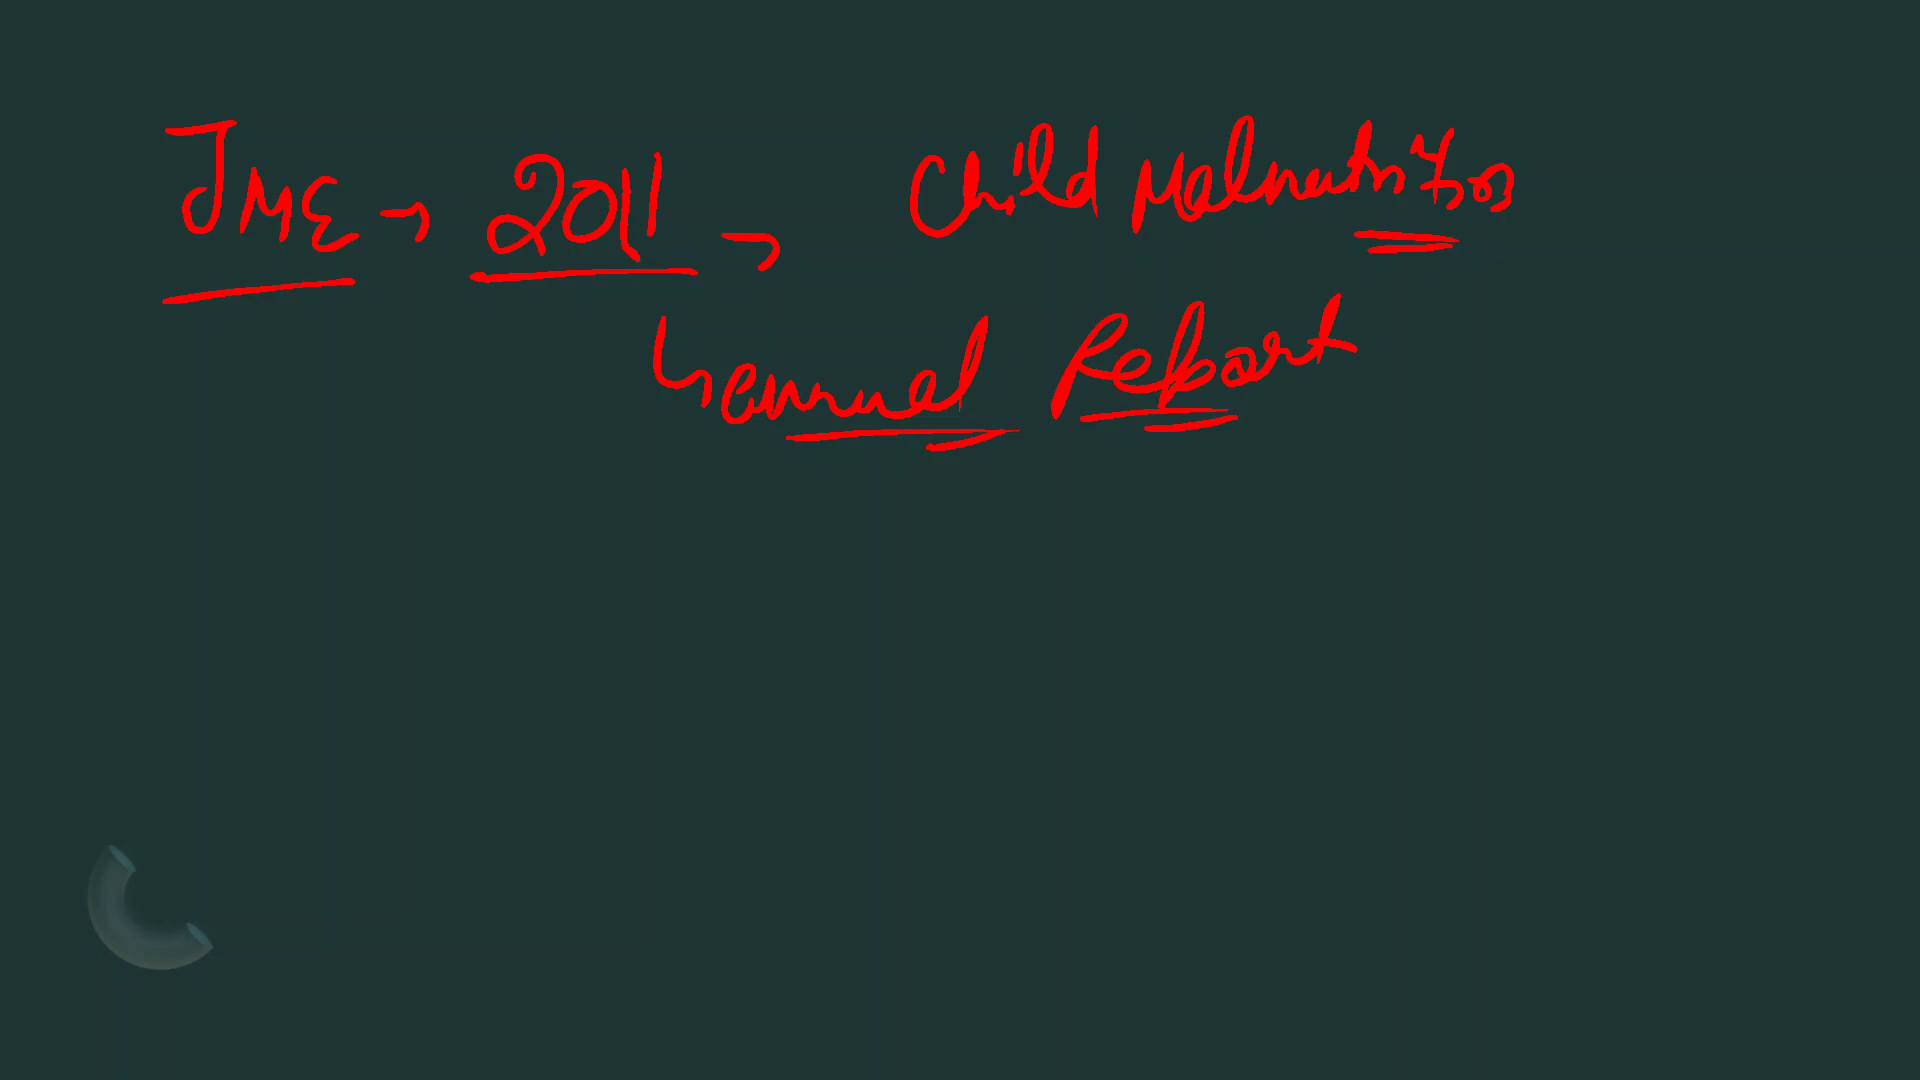 JME → 2011 → Child Malnutrition
↳ annual Report